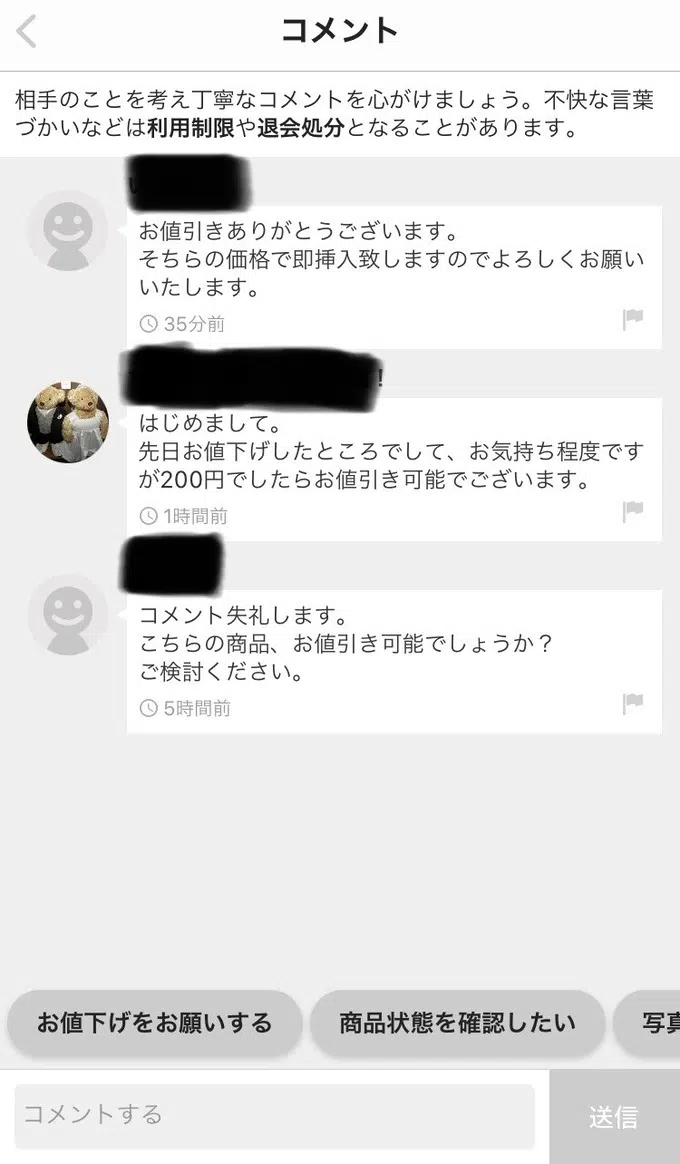 コメント
相手のことを考え丁寧なコメントを心がけましょう。不快な言葉
づかいなどは利用制限や退会処分となることがあります。
お値引きありがとうございます。
そちらの価格で即挿入致しますのでよろしくお願い
いたします。
35分前
!
はじめまして。
先日お値下げしたところでして、お気持ち程度です
が200円でしたらお値引き可能でございます。
1時間前
コメント失礼します。
こちらの商品、お値引き可能でしょうか？
ご検討ください。
5時間前
お値下げをお願いする
商品状態を確認したい
写真
コメントする
送信